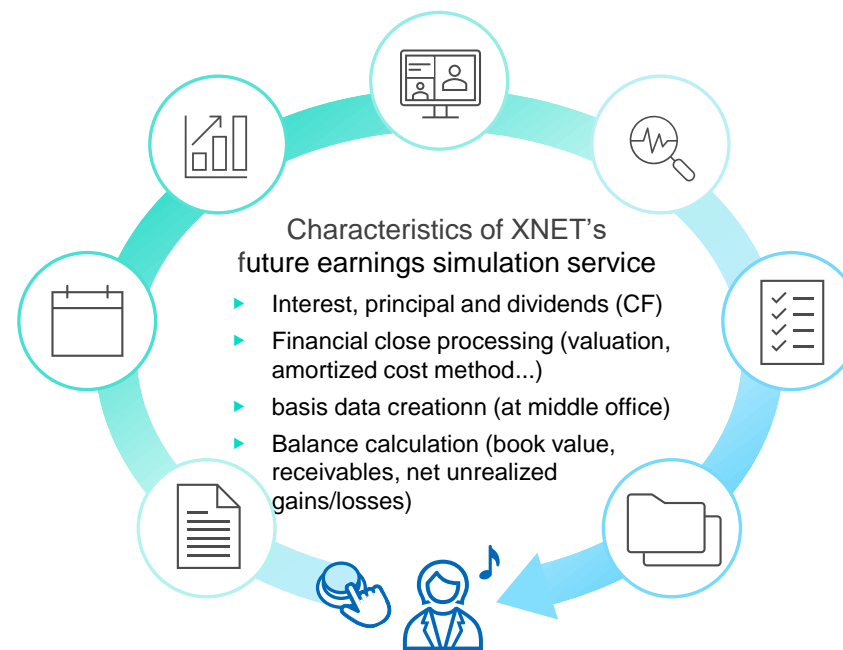 Characteristics of XNET’s
future earnings simulation service
Interest, principal and dividends (CF)
Financial close processing (valuation,
amortized cost method...)
basis data creationn (at middle office)
Balance calculation (book value,
receivables, net unrealized
gains/losses)